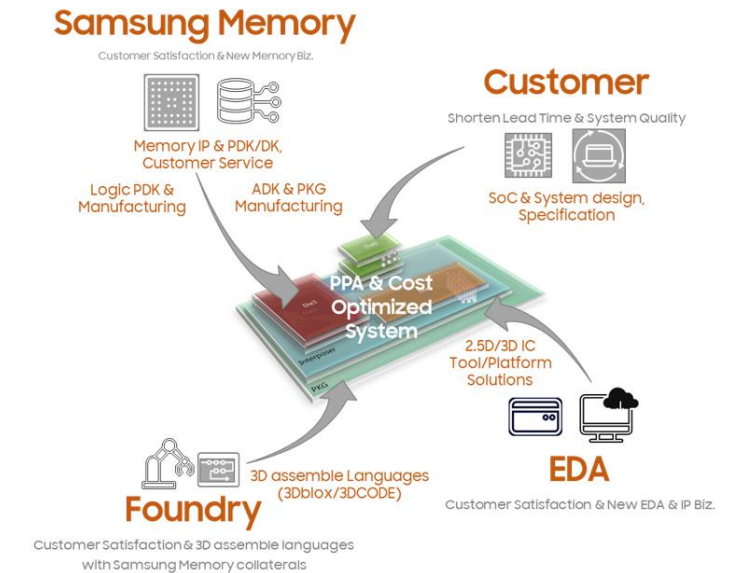 Samsung Memory
Customer Satisfaction & New Memory Biz.
Memory IP & PDK/DK,
Customer Service
Logic PDK &
Manufacturing
ADK & PKG
Manufacturing
Customer
Shorten Lead Time & System Quality
SoC & System design,
Specification
Die3
PPA & Cost
Optimized
System
Interposer
PKG
2.5D/3D IC
Tool/Platform
Solutions
EDA
Customer Satisfaction & New EDA & IP Biz.
3D assemble Languages
(3Dblox/3DCODE)
Foundry
Customer Satisfaction & 3D assemble languages
with Samsung Memory collaterals